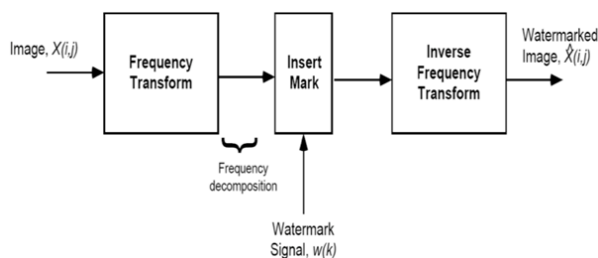 Image, X(i,j)
Frequency
Transform
Insert
Mark
Inverse
Frequency
Transform
Watermarked
Image, X̂(i,j)
Frequency
decomposition
Watermark
Signal, w(k)